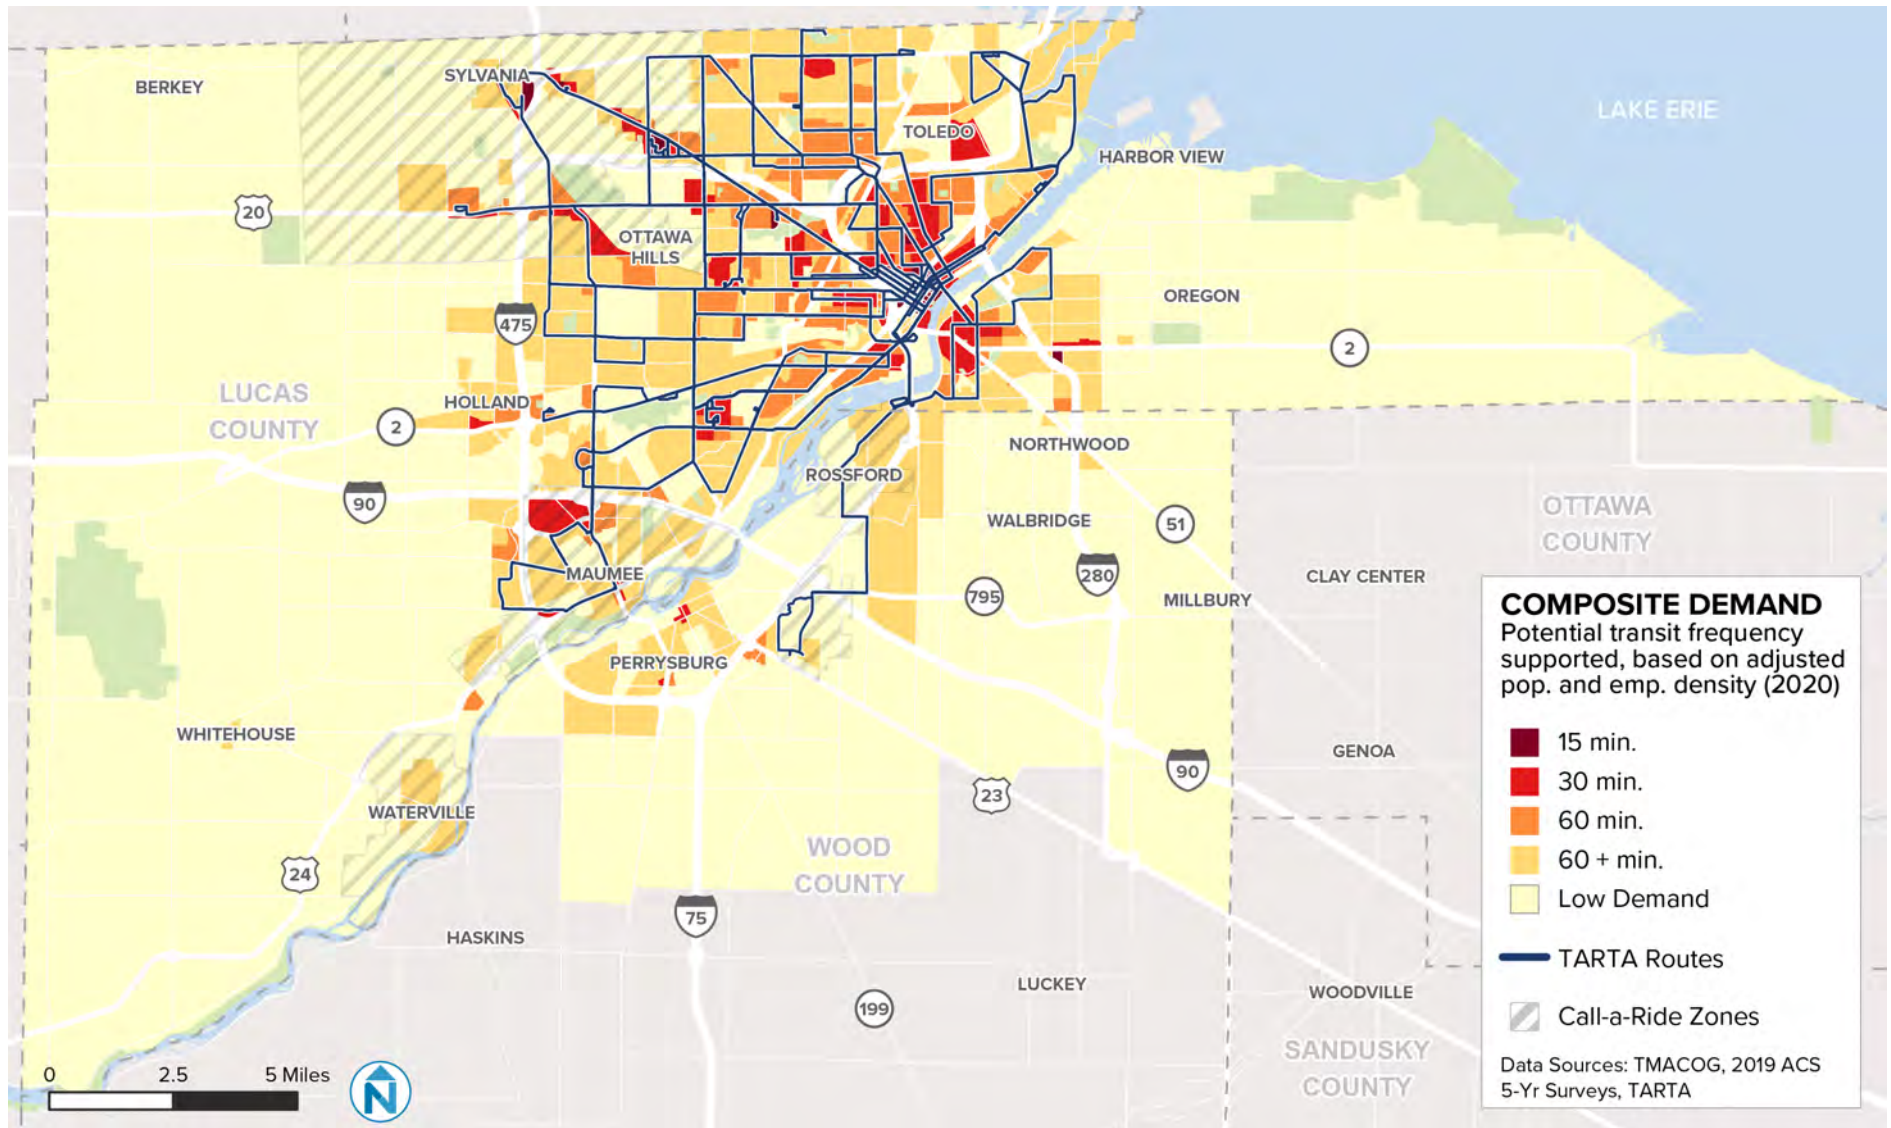 BERKEY
SYLVANIA
LAKE ERIE
TOLEDO
HARBOR VIEW
20
OTTAWA
HILLS
OREGON
475
2
LUCAS
COUNTY
HOLLAND
2
NORTHWOOD
ROSSFORD
90
WALBRIDGE
51
OTTAWA
COUNTY
MAUMEE
280
CLAY CENTER
795
MILLBURY
PERRYSBURG
WHITEHOUSE
GENOA
90
23
WATERVILLE
WOOD
COUNTY
24
75
HASKINS
LUCKEY
WOODVILLE
199
SANDUSKY
COUNTY
0 2.5 5 Miles
N
COMPOSITE DEMAND
Potential transit frequency
supported, based on adjusted
pop. and emp. density (2020)
15 min.
30 min.
60 min.
60 + min.
Low Demand
TARTA Routes
Call-a-Ride Zones
Data Sources: TMACOG, 2019 ACS
5-Yr Surveys, TARTA